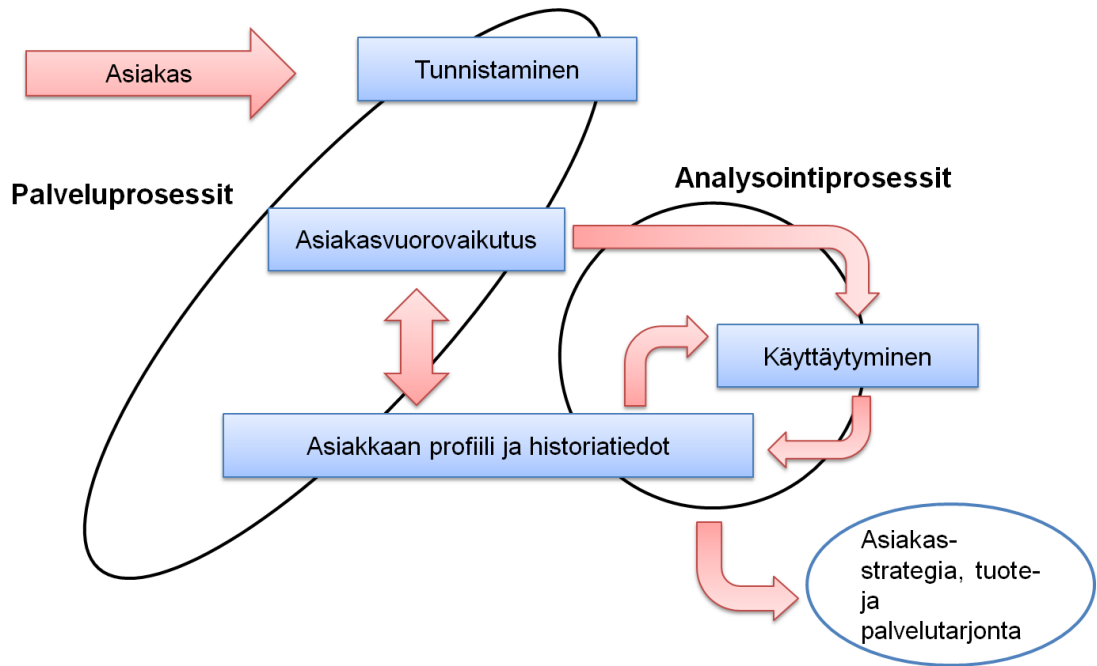 Asiakas
Tunnistaminen
Palveluprosessit
Analysointiprosessit
Asiakasvuorovaikutus
Käyttäytyminen
Asiakkaan profiili ja historiatiedot
Asiakas-
strategia, tuote-
ja
palvelutarjonta